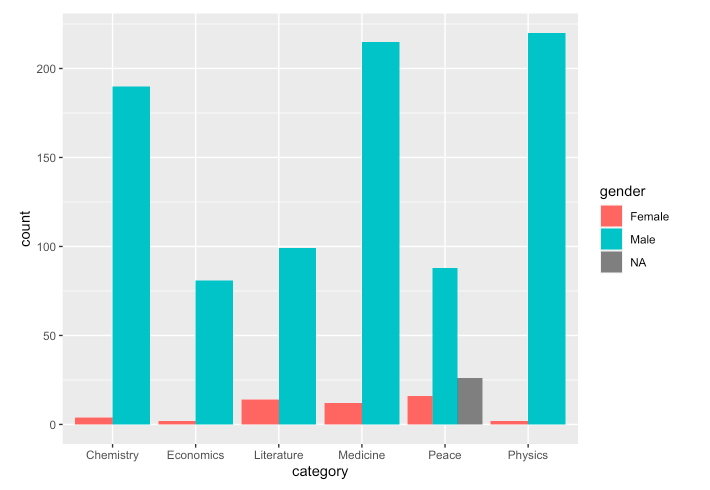 200
150
100
50
0
count
Chemistry Economics Literature Medicine Peace Physics
category
gender
Female
Male
NA